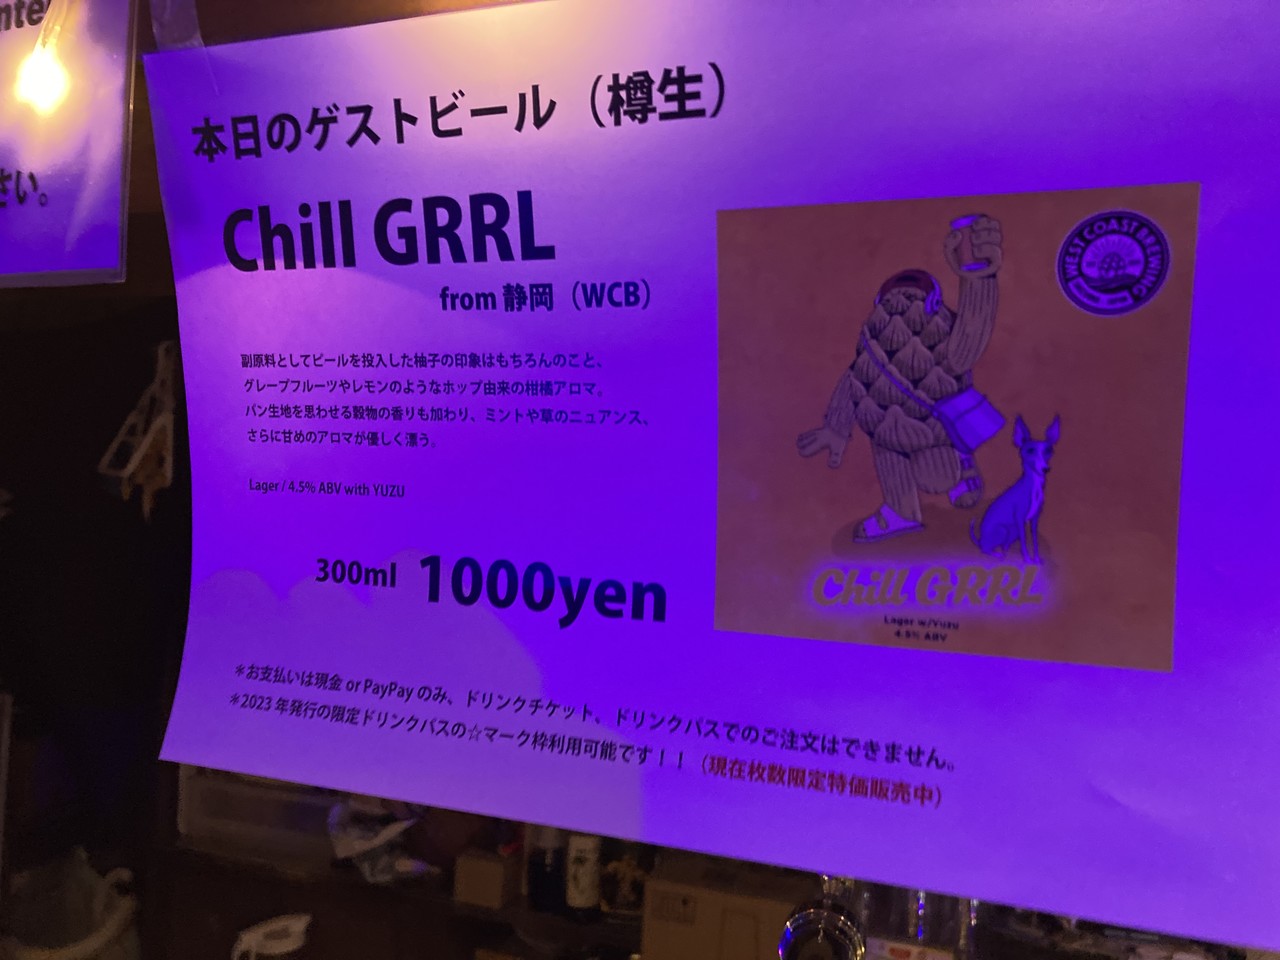 さい。
本日のゲストビール（樽生）
Chill GRRL
from 静岡（WCB）
副原料としてビールを投入した柚子の印象はもちろんのこと、
グレープフルーツやレモンのようなホップ由来の柑橘アロマ。
パン生地を思わせる穀物の香りも加わり、ミントや草のニュアンス、
さらに甘めのアロマが優しく漂う。
Lager / 4.5% ABV with YUZU
300ml 1000yen
WEST COAST BREWING
Chill GRRL
Lager w/Yuzu
4.5% ABV
＊お支払いは現金 or PayPay のみ、ドリンクチケット、ドリンクパスでのご注文はできません。
＊2023 年発行の限定ドリンクパスの☆マーク枠利用可能です！！（現在枚数限定特価販売中）